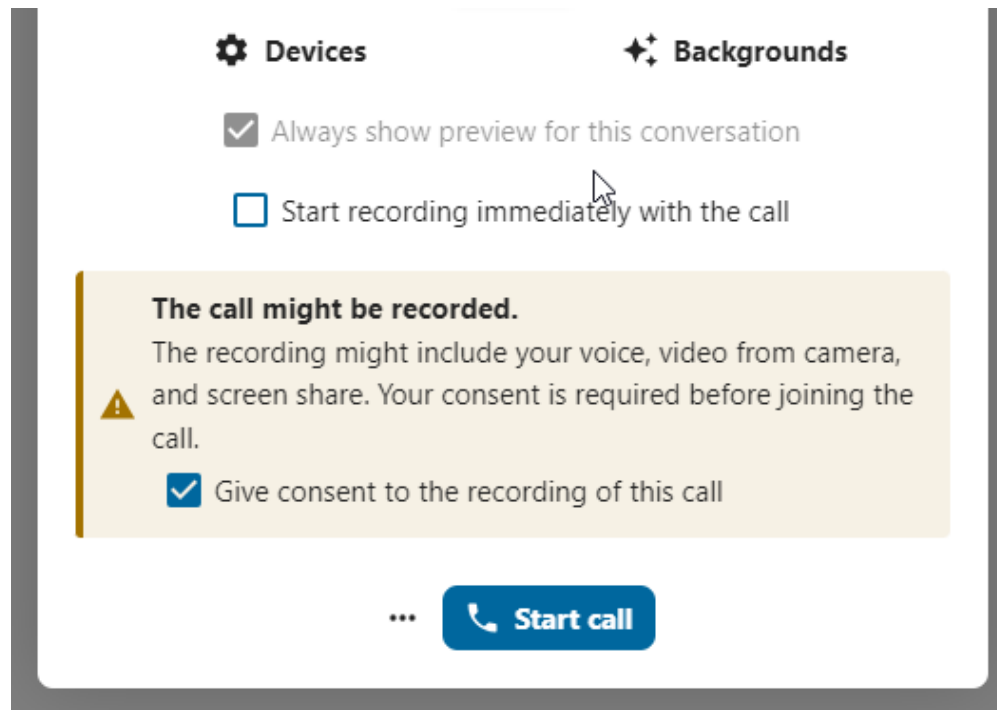 Devices
Backgrounds
Always show preview for this conversation
Start recording immediately with the call
The call might be recorded.
The recording might include your voice, video from camera,
and screen share. Your consent is required before joining the
call.
Give consent to the recording of this call
Start call